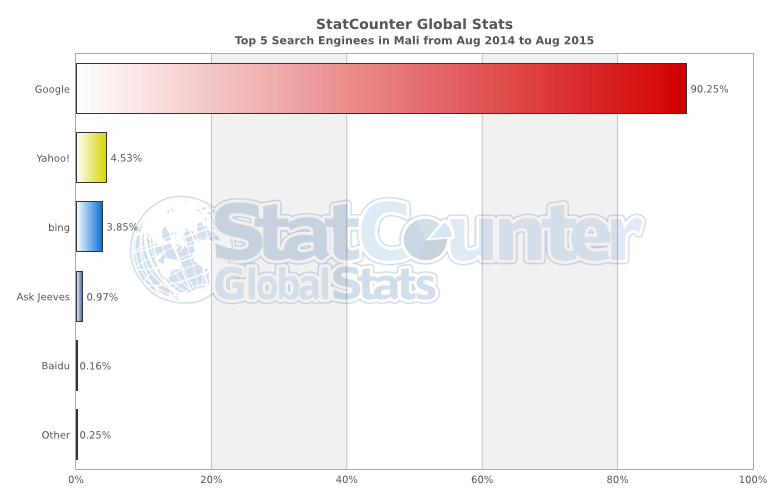 StatCounter Global Stats
Top 5 Search Enginees in Mali from Aug 2014 to Aug 2015
Google 90.25%
Yahoo! 4.53%
bing 3.85%
StatCounter
GlobalStats
Ask Jeeves 0.97%
Baidu 0.16%
Other 0.25%
0% 20% 40% 60% 80% 100%